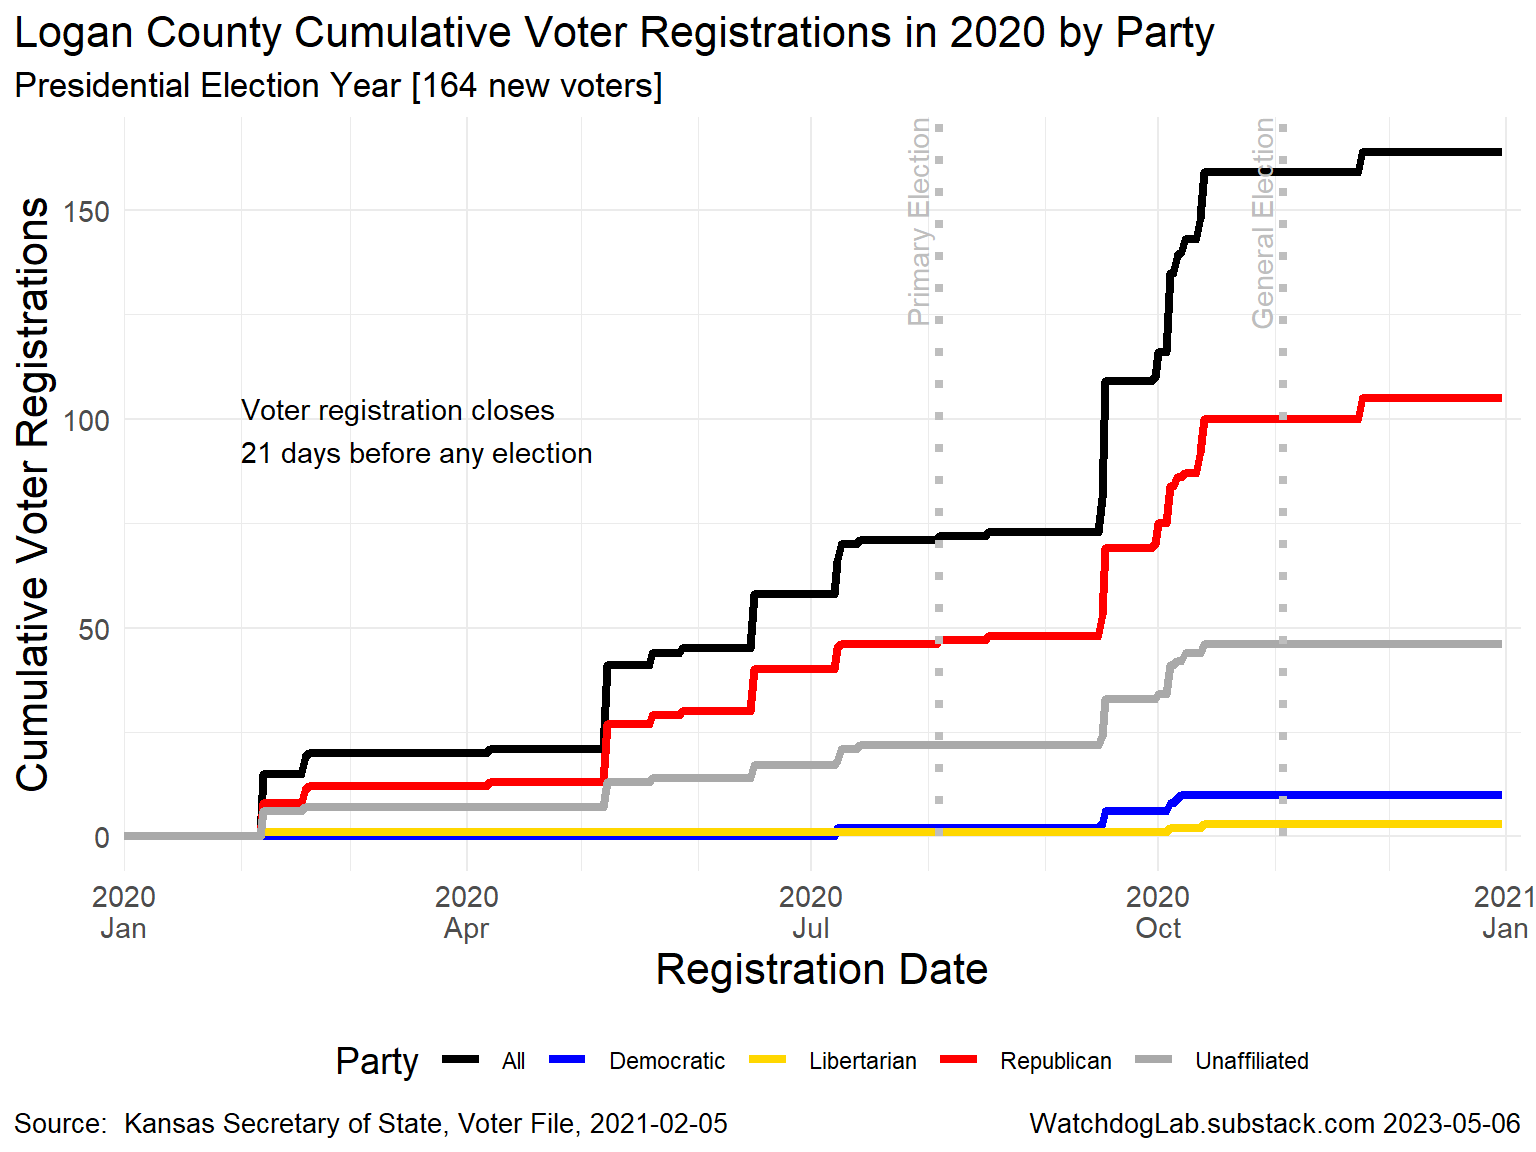 Logan County Cumulative Voter Registrations in 2020 by Party
Presidential Election Year [164 new voters]
Cumulative Voter Registrations
150
100
50
0
Primary Election
General Election
Voter registration closes
21 days before any election
2020
Jan
2020
Apr
2020
Jul
2020
Oct
2021
Jan
Registration Date
Party
All
Democratic
Libertarian
Republican
Unaffiliated
Source:  Kansas Secretary of State, Voter File, 2021-02-05
WatchdogLab.substack.com 2023-05-06